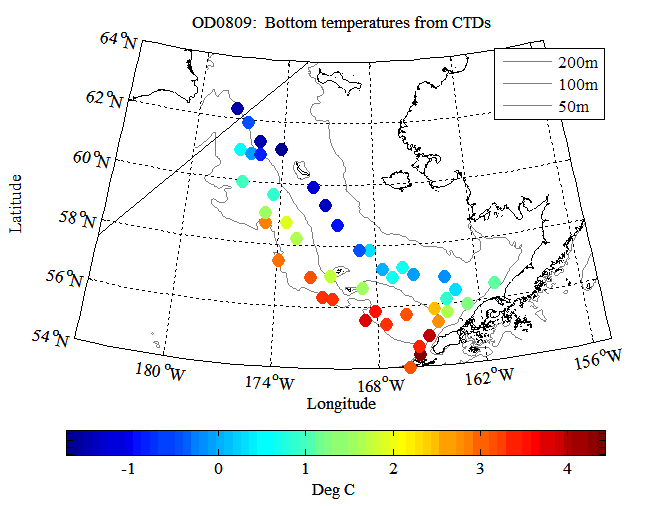 OD0809: Bottom temperatures from CTDs
200m
100m
50m
64°N
62°N
60°N
58°N
56°N
54°N
Latitude
180°W
174°W
168°W
162°W
156°W
Longitude
-1
0
1
2
3
4
Deg C